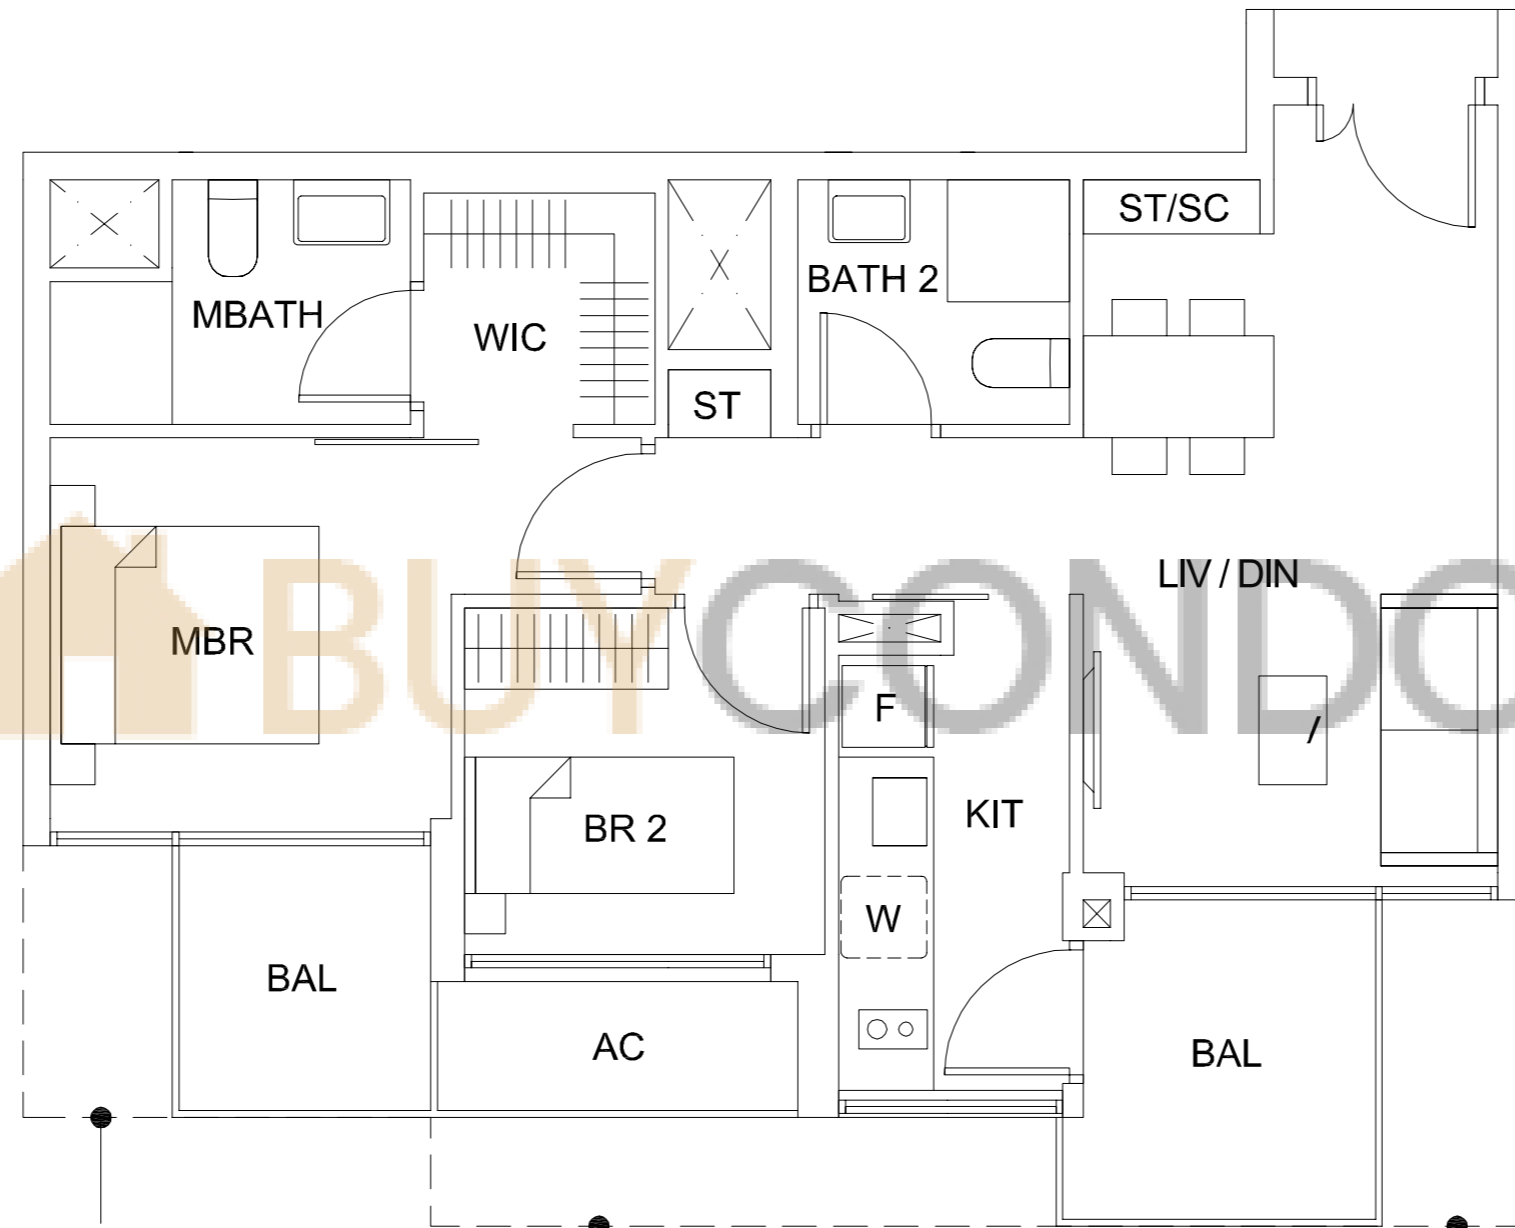 ST/SC
BATH 2
MBATH
WIC
ST
LIV / DIN
BUYCONDO
MBR
F
/
KIT
BR 2
W
BAL
AC
BAL